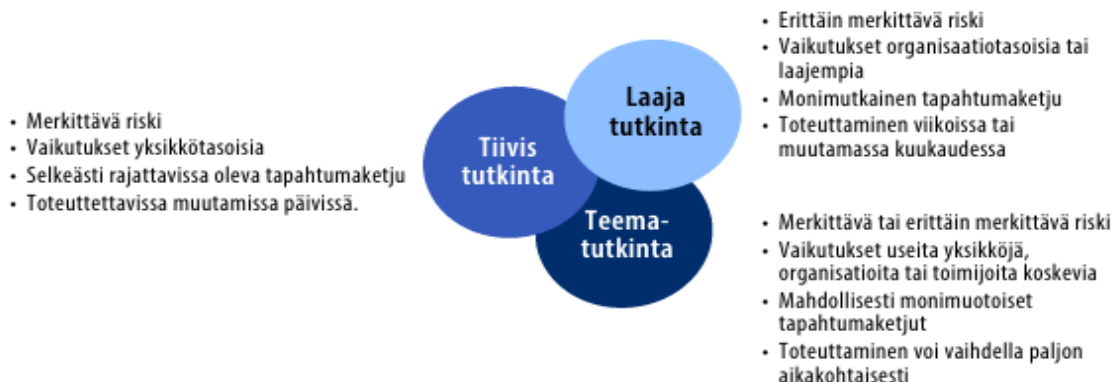 • Merkittävä riski
• Vaikutukset yksikkötasoisia
• Selkeästi rajattavissa oleva tapahtumaketju
• Toteuttettavissa muutamissa päivissä.
Tiivis
tutkinta
Laaja
tutkinta
Teema-
tutkinta
• Erittäin merkittävä riski
• Vaikutukset organisaatiotasoisia tai
laajempia
• Monimutkainen tapahtumaketju
• Toteuttaminen viikoissa tai
muutamassa kuukaudessa
• Merkittävä tai erittäin merkittävä riski
• Vaikutukset useita yksikköjä,
organisatioita tai toimijoita koskevia
• Mahdollisesti monimuotoiset
tapahtumaketjut
• Toteuttaminen voi vaihdella paljon
aikakohtaisesti